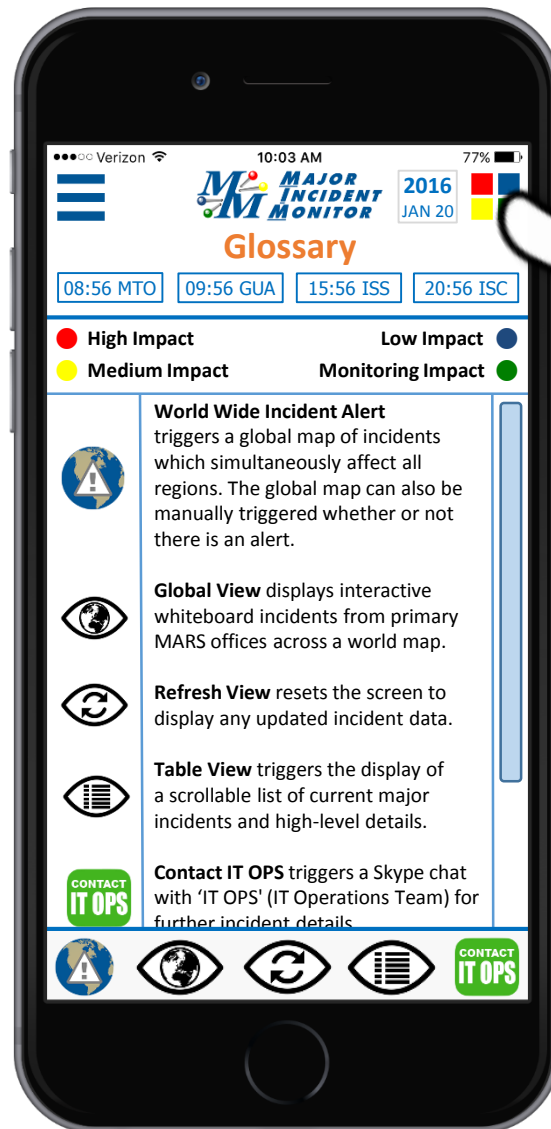 Verizon 10:03 AM 77%
MM MAJOR INCIDENT MONITOR
2016
JAN 20
Glossary
08:56 MTO 09:56 GUA 15:56 ISS 20:56 ISC
High Impact Low Impact
Medium Impact Monitoring Impact
World Wide Incident Alert
triggers a global map of incidents
which simultaneously affect all
regions. The global map can also be
manually triggered whether or not
there is an alert.
Global View displays interactive
whiteboard incidents from primary
MARS offices across a world map.
Refresh View resets the screen to
display any updated incident data.
Table View triggers the display of
a scrollable list of current major
incidents and high-level details.
CONTACT
IT OPS
Contact IT OPS triggers a Skype chat
with ‘IT OPS' (IT Operations Team) for
further incident details
CONTACT
IT OPS